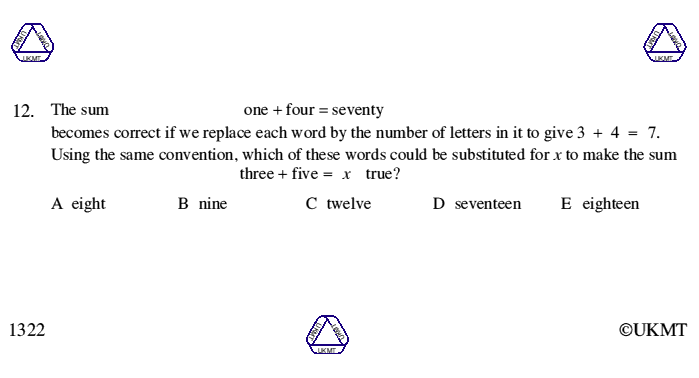 UKMT UKMT UKMT
UKMT UKMT UKMT
12. The sum one + four = seventy
becomes correct if we replace each word by the number of letters in it to give 3 + 4 = 7.
Using the same convention, which of these words could be substituted for x to make the sum
three + five = x true?
A eight B nine C twelve D seventeen E eighteen
1322 ©UKMT
UKMT UKMT UKMT